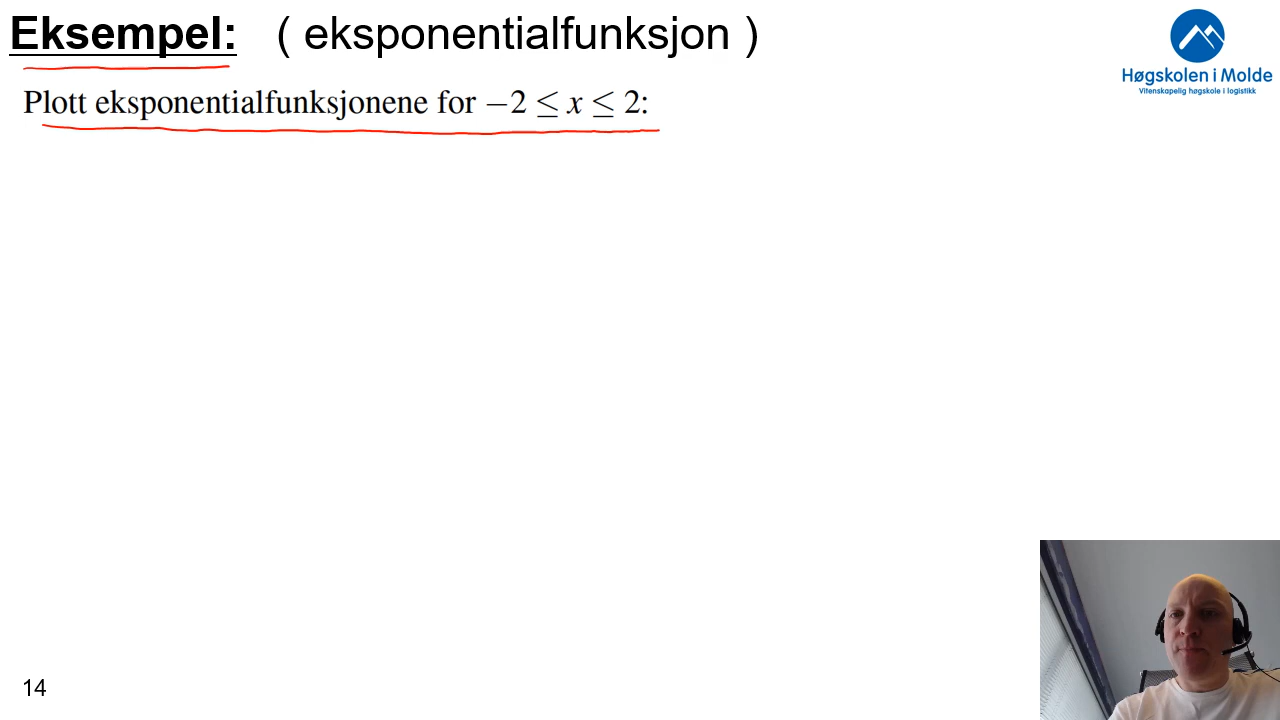 Eksempel: ( eksponentialfunksjon )
Høgskolen i Molde
Vitenskapelig høgskole i logistikk
Plott eksponentialfunksjonene for −2 ≤ x ≤ 2:
14